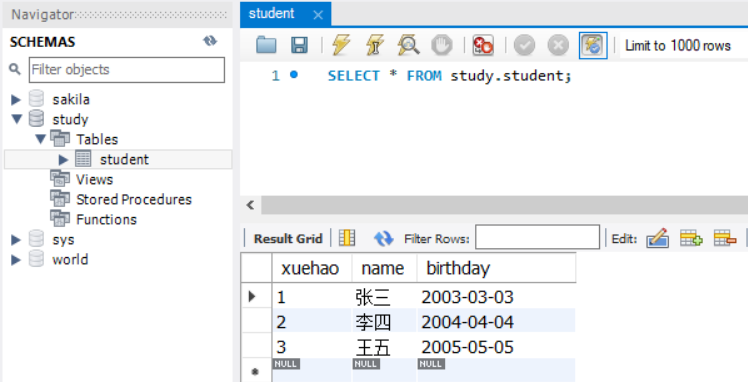 Navigator
SCHEMAS
Filter objects
sakila
study
Tables
student
Views
Stored Procedures
Functions
sys
world
student ×
Limit to 1000 rows
1 SELECT * FROM study.student;
Result Grid Filter Rows: Edit:
xuehao name birthday
1 张三 2003-03-03
2 李四 2004-04-04
3 王五 2005-05-05
NULL NULL NULL